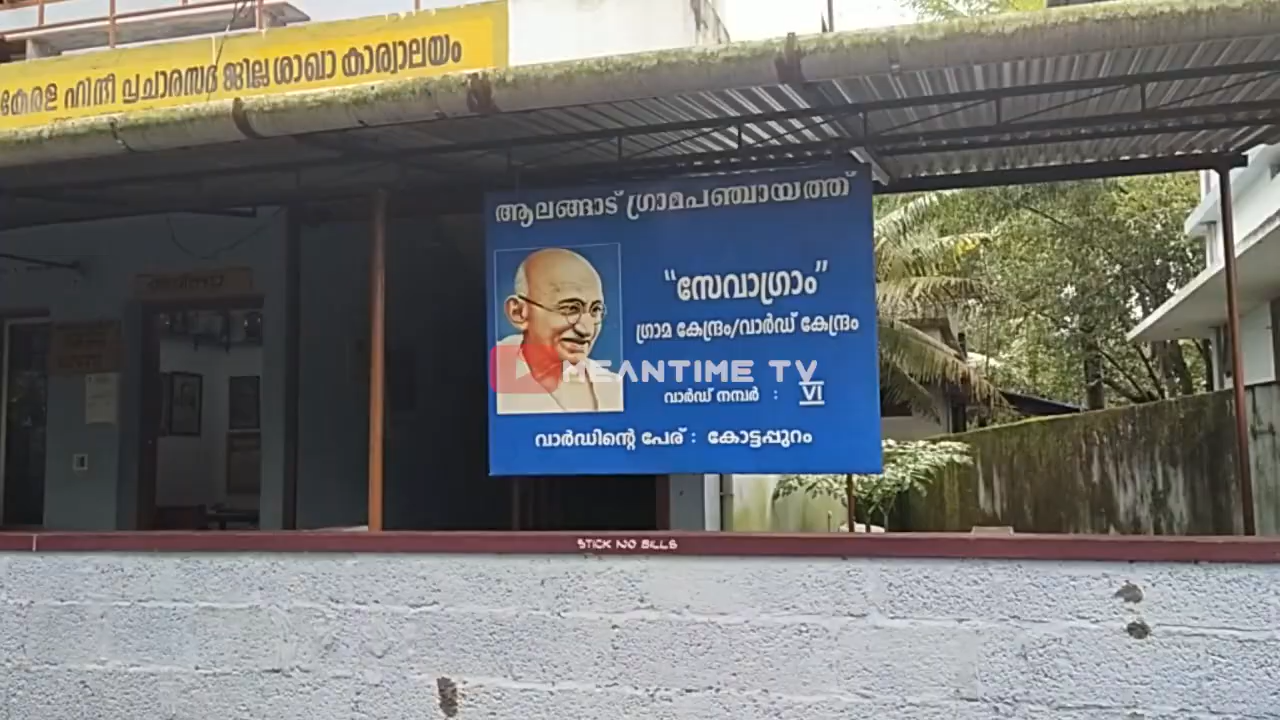 കേരള ഹിന്ദീ പ്രചാരസഭ ജില്ല ശാഖാ കാര്യാലയം
ആലങ്ങാട് ഗ്രാമപഞ്ചായത്ത്
“സേവാഗ്രാം”
ഗ്രാമ കേന്ദ്രം/വാർഡ് കേന്ദ്രം
MEANTIME TV
വാർഡ് നമ്പർ : VI
വാർഡിന്റെ പേര് : കോട്ടപ്പുറം
STICK NO BILLS